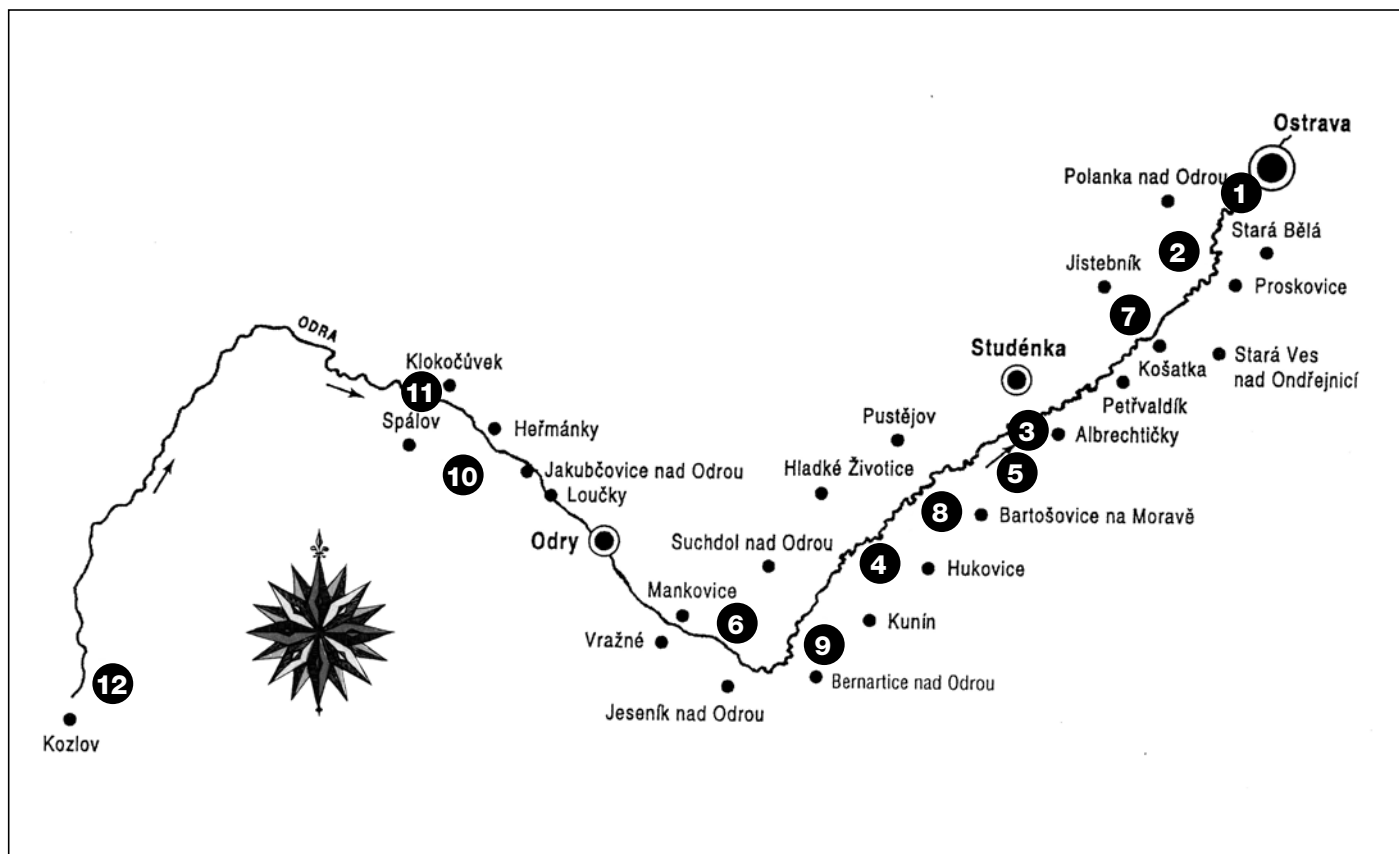 Ostrava
Polanka nad Odrou
1
Stará Bělá
2
Jistebník
Proskovice
7
ODRA
Studénka
Košatka
Stará Ves
nad Ondřejnicí
Klokočůvek
11
Petřvaldík
Spálov
Heřmánky
Pustějov
3
Albrechtičky
10
Jakubčovice nad Odrou
Hladké Životice
5
Loučky
8
Bartošovice na Moravě
Odry
Suchdol nad Odrou
4
Hukovice
Mankovice
6
Kunín
Vražné
9
12
Jeseník nad Odrou
Bernartice nad Odrou
Kozlov